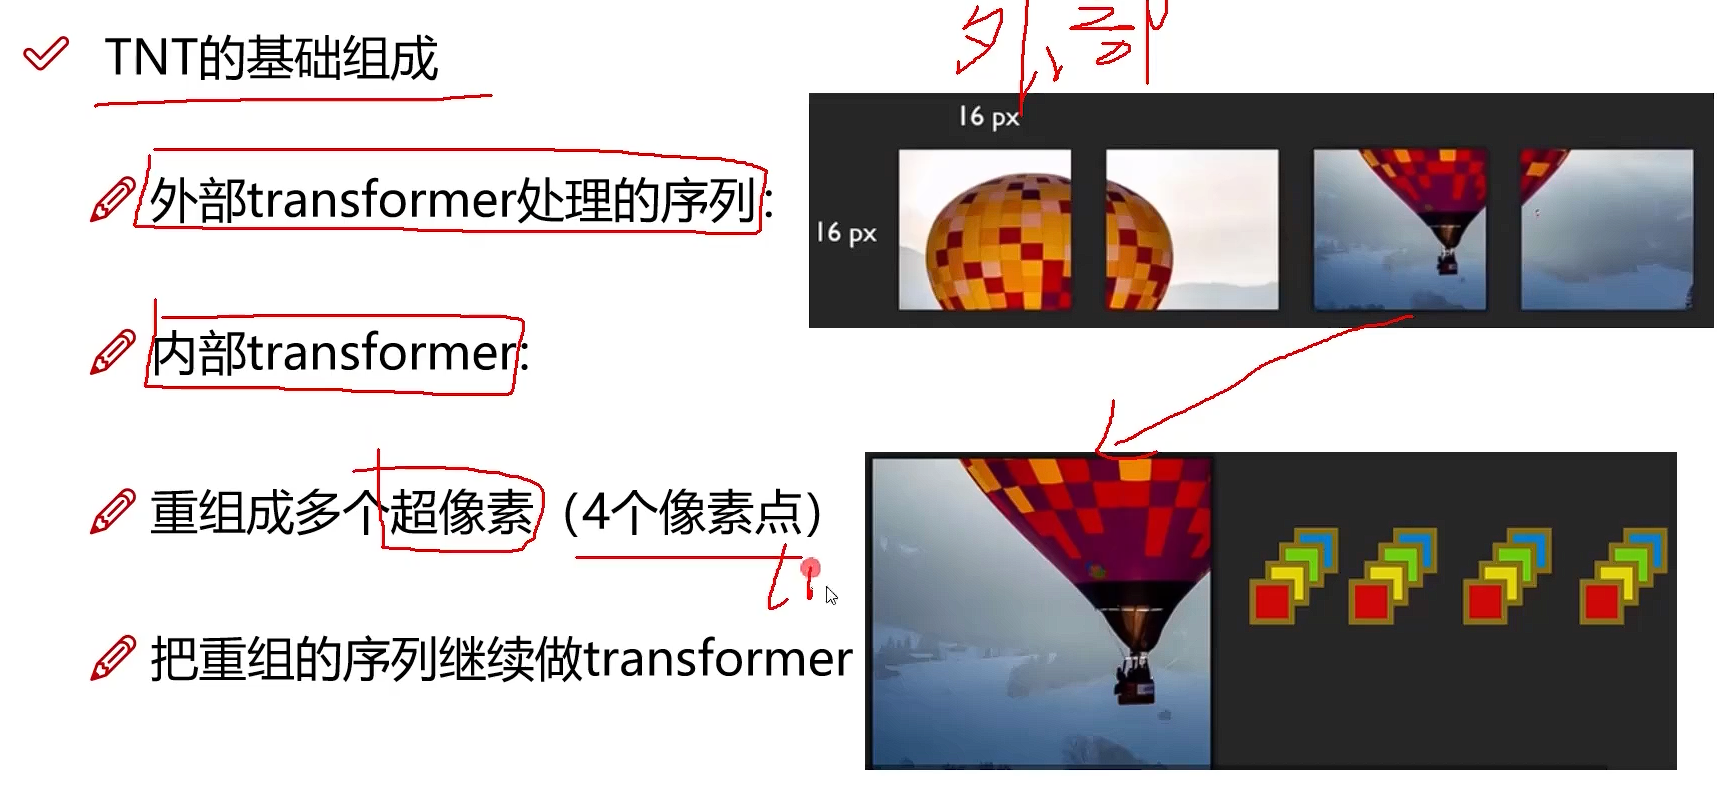 TNT的基础组成
外部
16 px
外部transformer处理的序列:
16 px
内部transformer:
重组成多个超像素（4个像素点）
把重组的序列继续做transformer